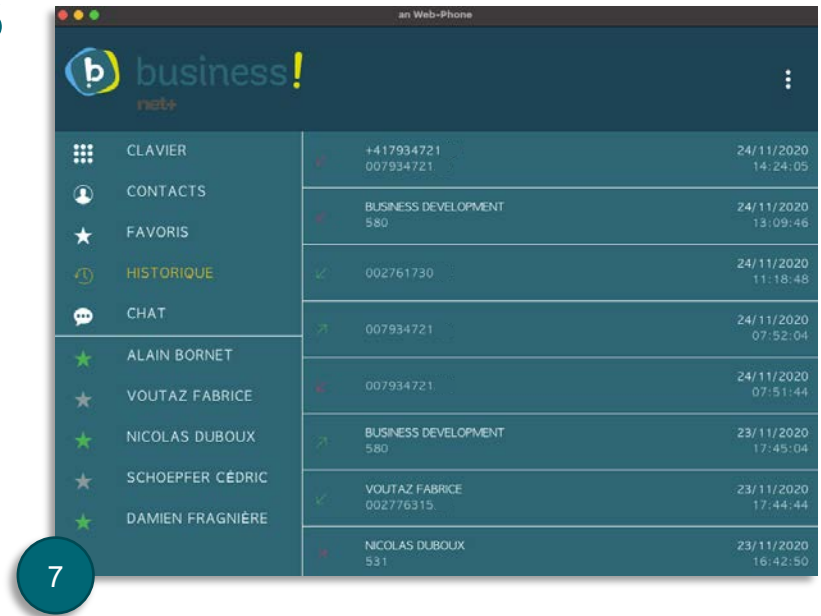 an Web-Phone
b business!
net+
CLAVIER
CONTACTS
FAVORIS
HISTORIQUE
CHAT
ALAIN BORNET
VOUTAZ FABRICE
NICOLAS DUBOUX
SCHOEPFER CÉDRIC
DAMIEN FRAGNIÈRE
+417934721 24/11/2020
007934721 14:24:05
BUSINESS DEVELOPMENT 24/11/2020
580 13:09:46
002761730 24/11/2020
11:18:48
007934721 24/11/2020
07:52:04
007934721 24/11/2020
07:51:44
BUSINESS DEVELOPMENT 23/11/2020
580 17:45:04
VOUTAZ FABRICE 23/11/2020
002776315 17:44:44
NICOLAS DUBOUX 23/11/2020
531 16:42:50
7